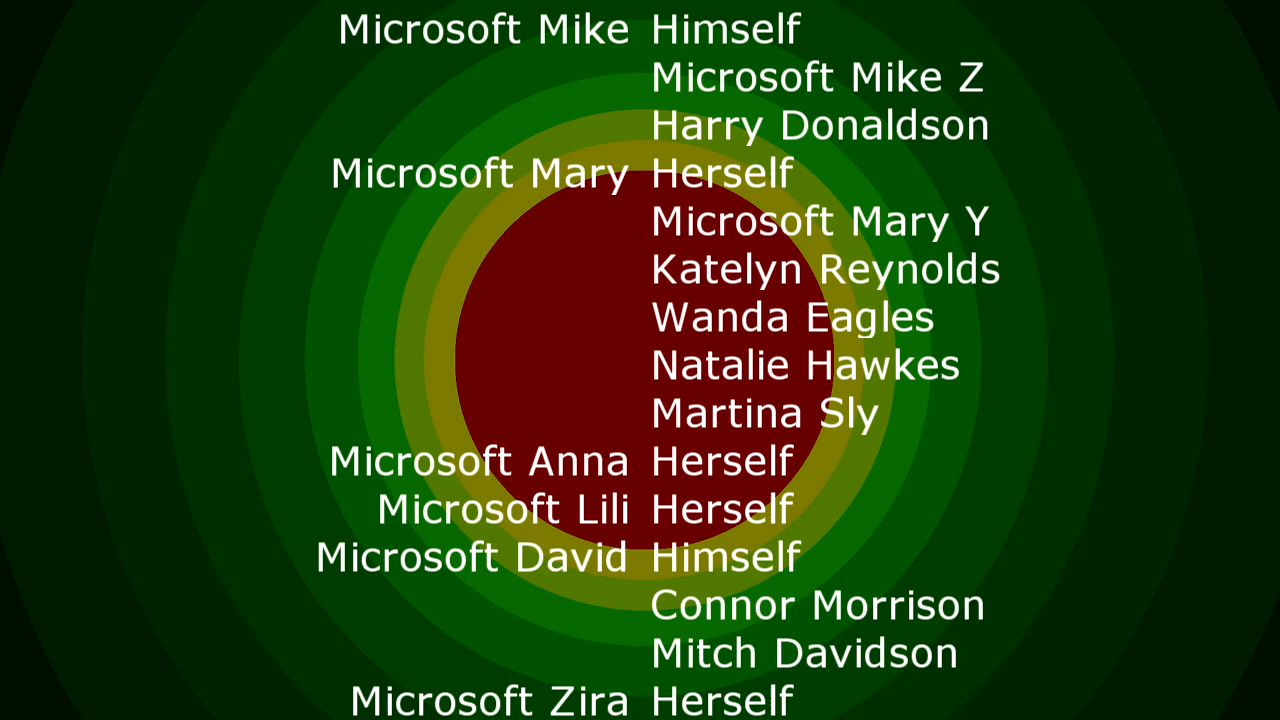 Microsoft Mike Himself
Microsoft Mike Z
Harry Donaldson
Microsoft Mary Herself
Microsoft Mary Y
Katelyn Reynolds
Wanda Eagles
Natalie Hawkes
Martina Sly
Microsoft Anna Herself
Microsoft Lili Herself
Microsoft David Himself
Connor Morrison
Mitch Davidson
Microsoft Zira Herself